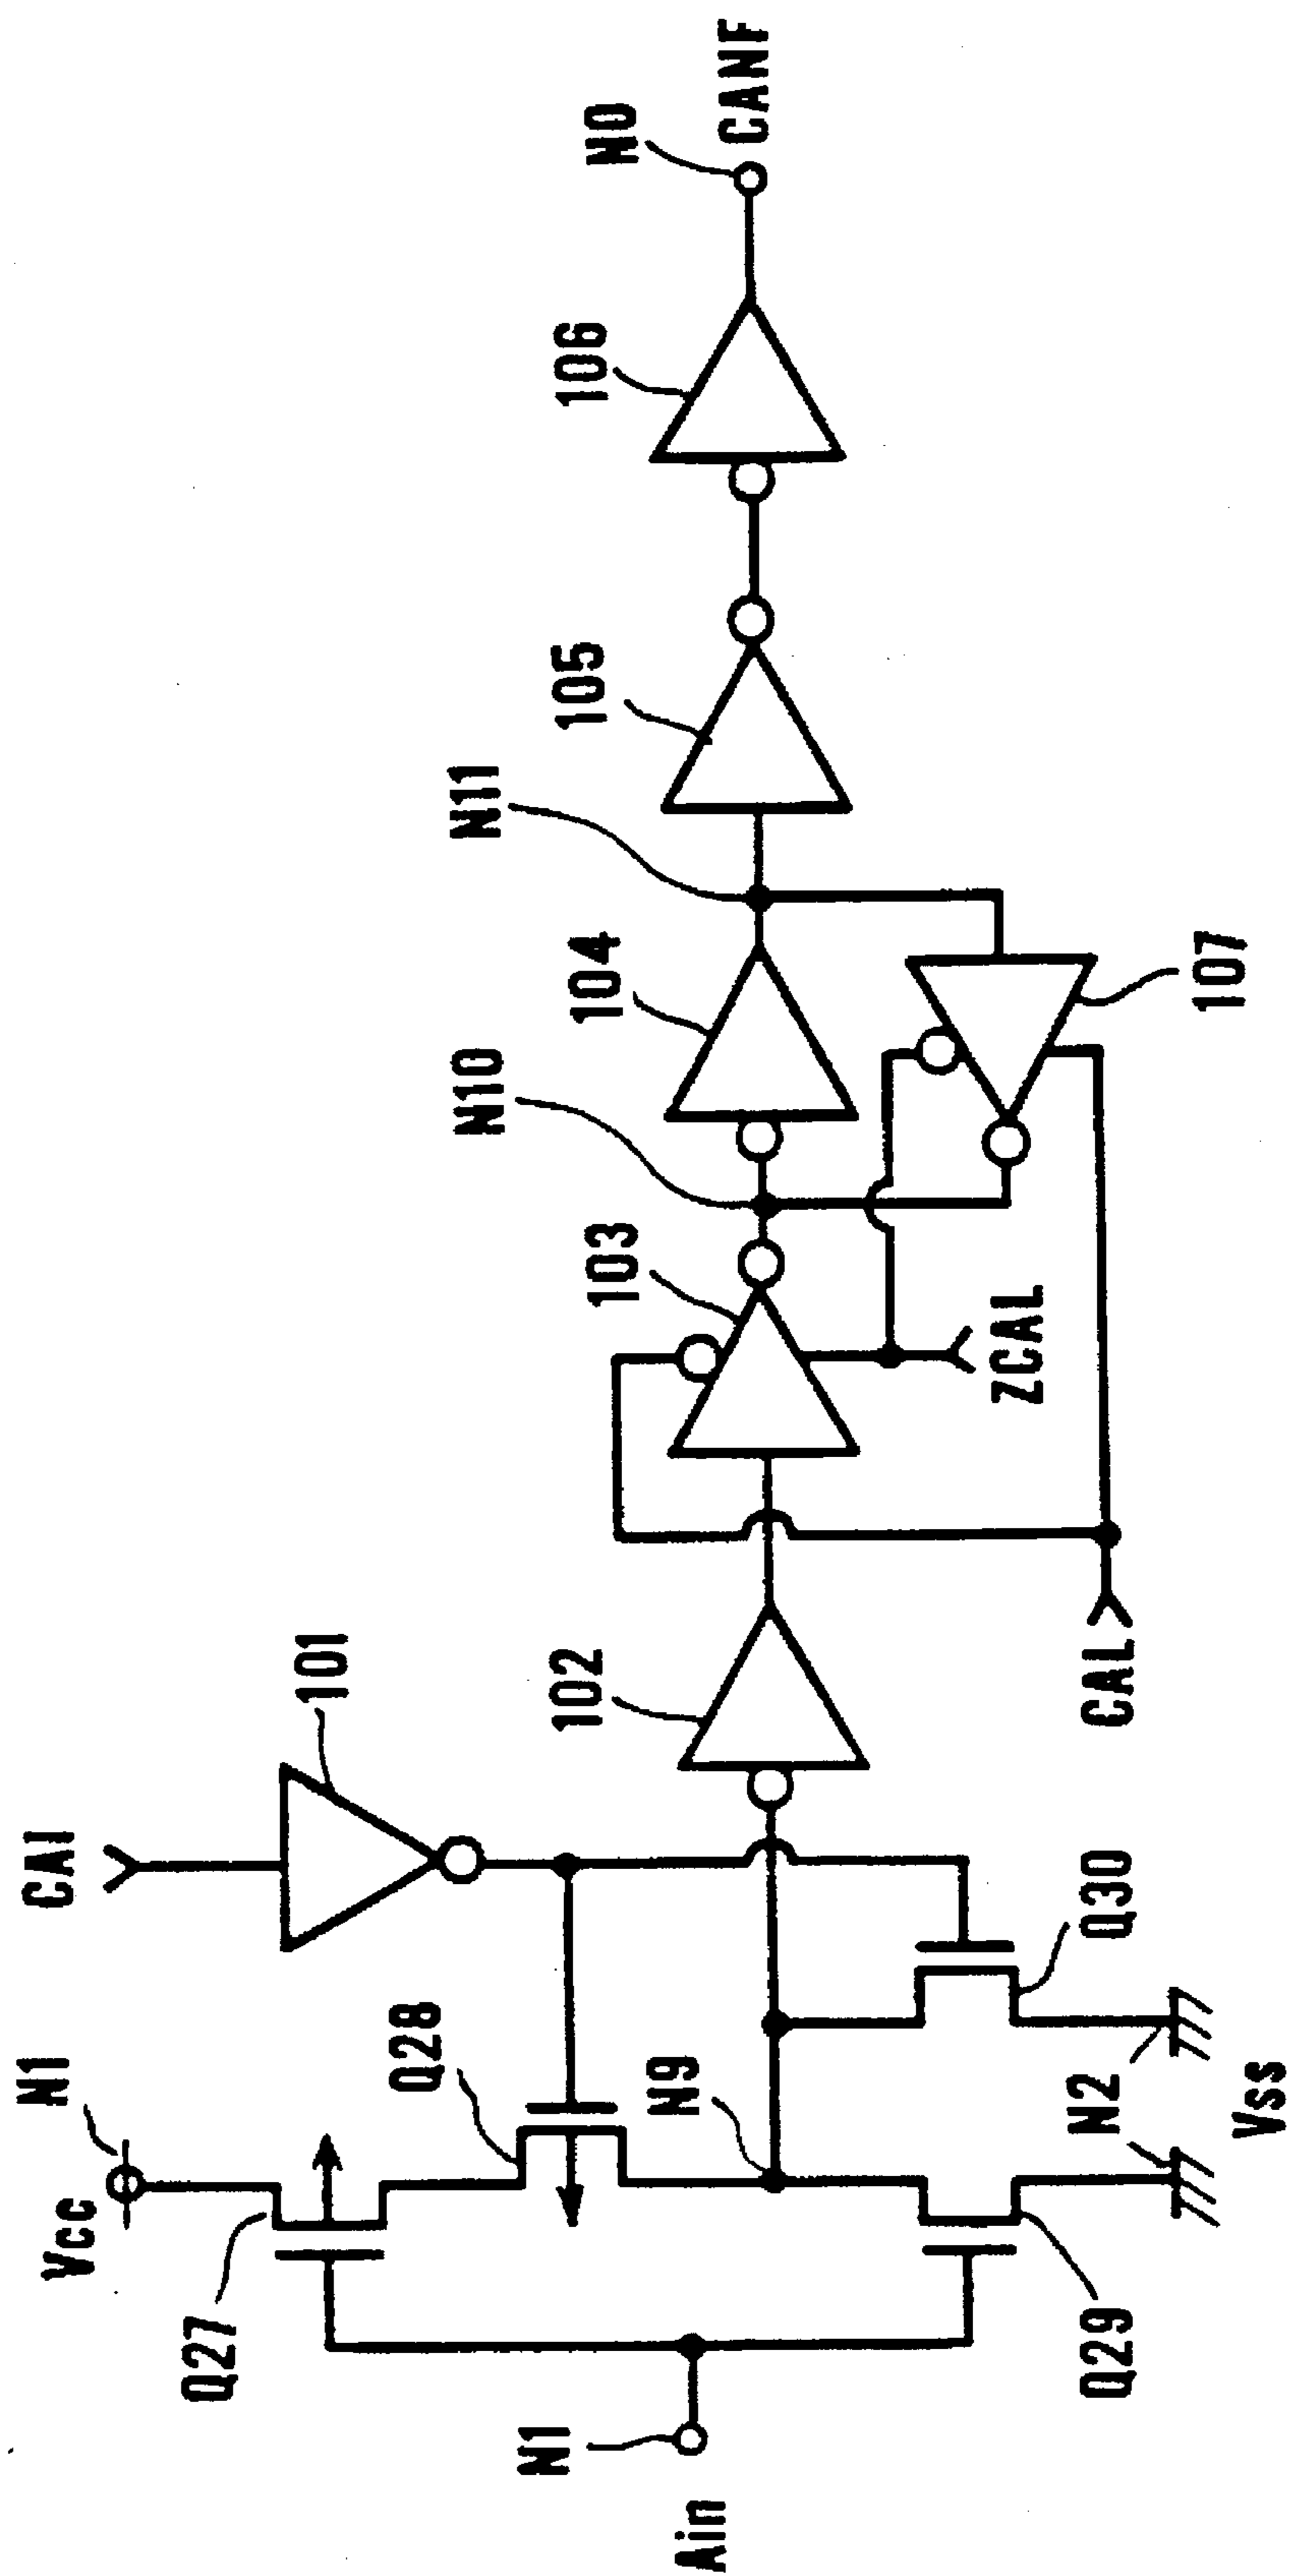 Vcc
N1
CAI
101
Q27
Q28
N9
102
N1
Ain
Q29
N2
Vss
Q30
CAL
103
ZCAL
N10
104
N11
107
105
106
N0
CANF